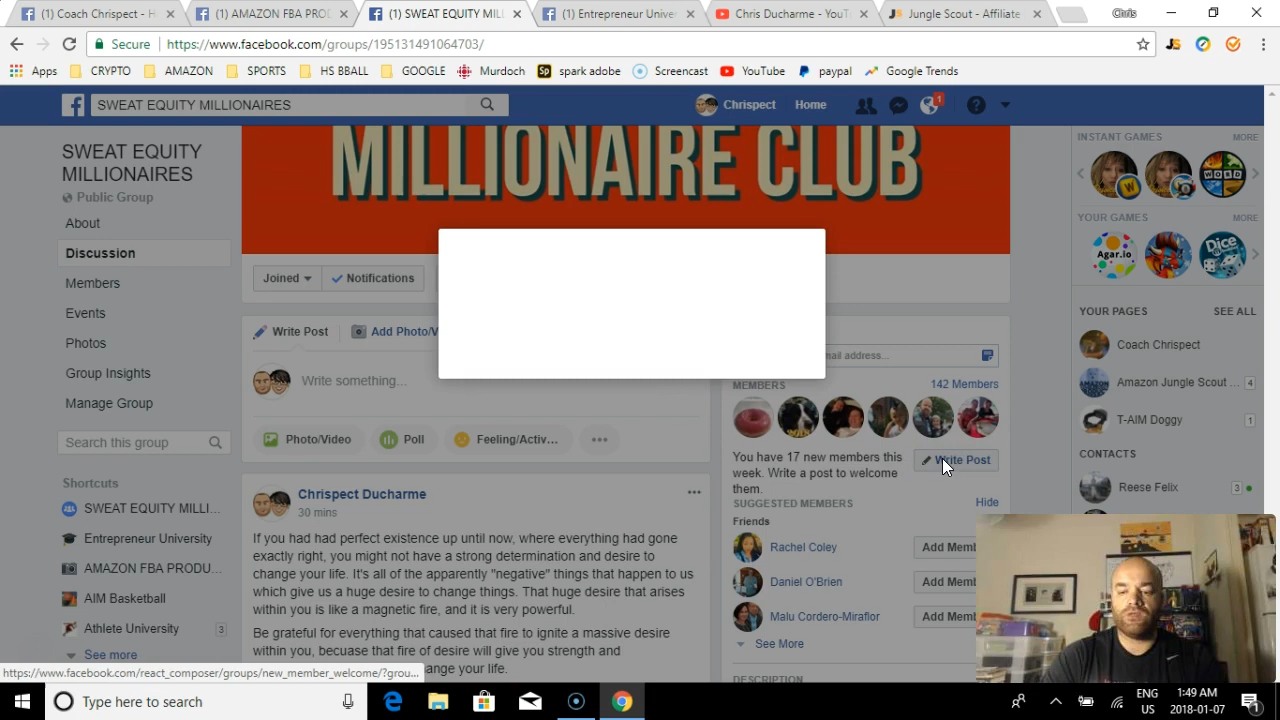 (1) Coach Chrispect - H
(1) AMAZON FBA PROD
(1) SWEAT EQUITY MILL
(1) Entrepreneur Univer
Chris Ducharme - YouT
Jungle Scout - Affiliate
Chris
Secure
https://www.facebook.com/groups/195131491064703/
Apps
CRYPTO
AMAZON
SPORTS
HS BBALL
GOOGLE
Murdoch
Sp
spark adobe
Screencast
YouTube
paypal
Google Trends
SWEAT EQUITY MILLIONAIRES
Chrispect
Home
1
MILLIONAIRE CLUB
SWEAT EQUITY
MILLIONAIRES
Public Group
About
Discussion
Members
Events
Photos
Group Insights
Manage Group
Search this group
Shortcuts
SWEAT EQUITY MILLI...
Entrepreneur University
AMAZON FBA PRODU...
AIM Basketball
Athlete University
3
See more
Joined
Notifications
Write Post
Add Photo/V
Write something...
Photo/Video
Poll
Feeling/Activ...
Chrispect Ducharme
30 mins
If you had had perfect existence up until now, where everything had gone
exactly right, you might not have a strong determination and desire to
change your life. It's all of the apparently "negative" things that happen to us
which give us a huge desire to change things. That huge desire that arises
within you is like a magnetic fire, and it is very powerful.
Be grateful for everything that caused that fire to ignite a massive desire
within you, becuase that fire of desire will give you strength and
ange your life.
https://www.facebook.com/react_composer/groups/new_member_welcome/?grou...
mail address...
MEMBERS
142 Members
You have 17 new members this
week. Write a post to welcome
them.
Write Post
SUGGESTED MEMBERS
Hide
Friends
Rachel Coley
Add Memb
Daniel O'Brien
Add Memb
Malu Cordero-Miraflor
Add Memb
See More
DESCRIPTION
INSTANT GAMES
MORE
WORD
YOUR GAMES
MORE
Agar.io
Dice
YOUR PAGES
SEE ALL
Coach Chrispect
Amazon Jungle Scout ...
4
T-AIM Doggy
1
CONTACTS
Reese Felix
3
Type here to search
ENG
US
1:49 AM
2018-01-07
1